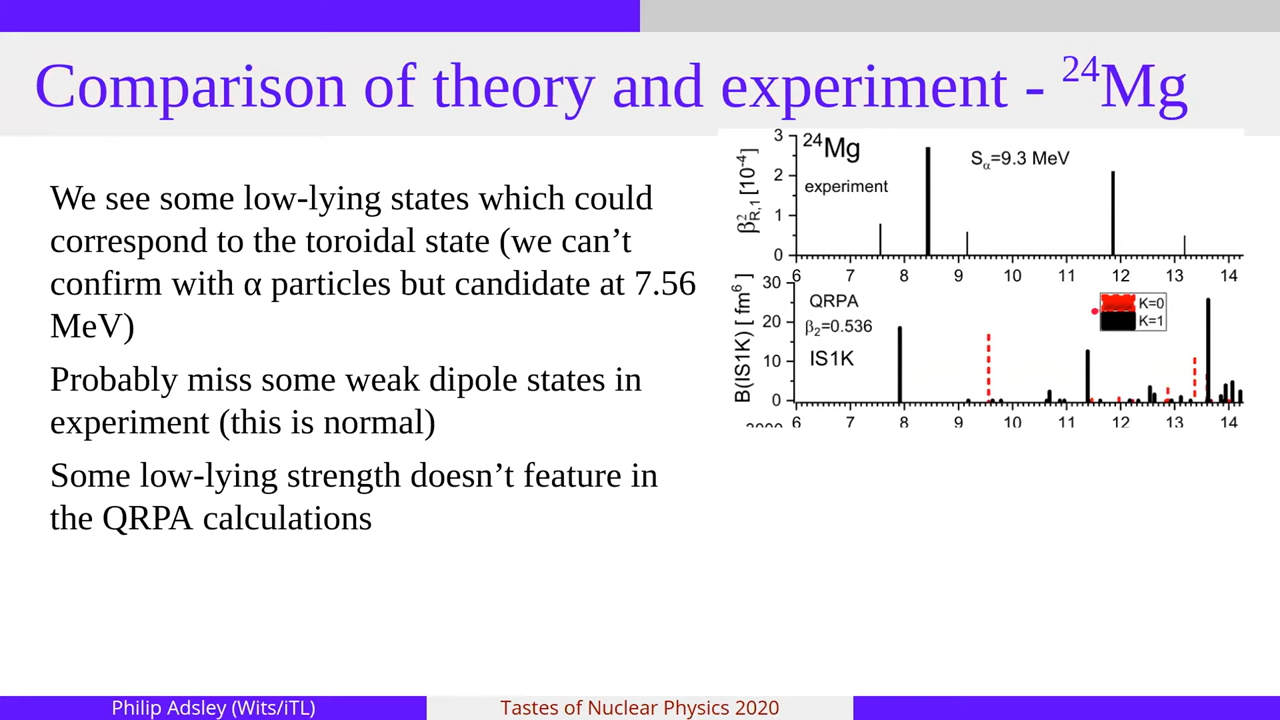 Comparison of theory and experiment - ²⁴Mg
We see some low-lying states which could
correspond to the toroidal state (we can’t
confirm with α particles but candidate at 7.56
MeV)
Probably miss some weak dipole states in
experiment (this is normal)
Some low-lying strength doesn’t feature in
the QRPA calculations
3
2
1
0
β²R,1 [10⁻⁴]
²⁴Mg
Sα=9.3 MeV
experiment
6 7 8 9 10 11 12 13 14
30
20
10
0
B(IS1K) [ fm⁶ ]
QRPA
β₂=0.536
IS1K
K=0
K=1
6 7 8 9 10 11 12 13 14
Philip Adsley (Wits/iTL)
Tastes of Nuclear Physics 2020